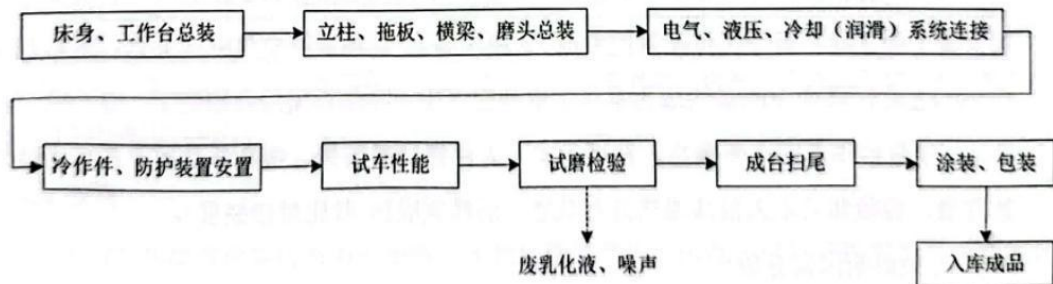 床身、工作台总装
立柱、拖板、横梁、磨头总装
电气、液压、冷却（润滑）系统连接
冷作件、防护装置安置
试车性能
试磨检验
成台扫尾
涂装、包装
废乳化液、噪声
入库成品